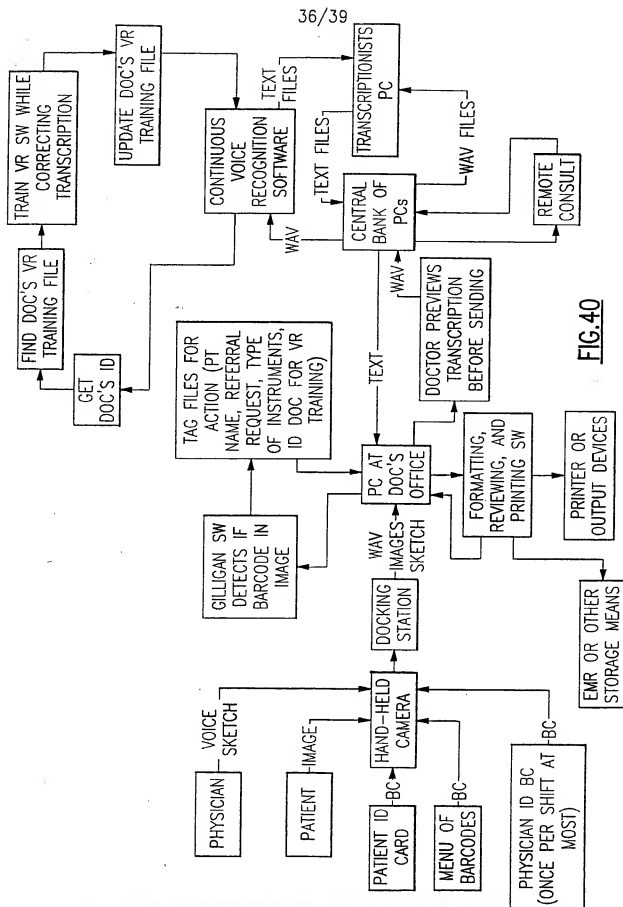 36/39
TRAIN VR SW WHILE
CORRECTING
TRANSCRIPTION
UPDATE DOC'S VR
TRAINING FILE
FIND DOC'S VR
TRAINING FILE
GET
DOC'S ID
CONTINUOUS
VOICE
RECOGNITION
SOFTWARE
TEXT
FILES
TRANSCRIPTIONISTS
PC
TEXT FILES
WAV FILES
WAV
CENTRAL
BANK OF
PCs
REMOTE
CONSULT
TAG FILES FOR
ACTION (PT
NAME, REFERRAL
REQUEST, TYPE
OF INSTRUMENTS,
ID DOC FOR VR
TRAINING)
TEXT
WAV
DOCTOR PREVIEWS
TRANSCRIPTION
BEFORE SENDING
GILLIGAN SW
DETECTS IF
BARCODE IN
IMAGE
PC AT
DOC'S
OFFICE
FORMATTING,
REVIEWING, AND
PRINTING SW
PRINTER OR
OUTPUT DEVICES
EMR OR OTHER
STORAGE MEANS
WAV
IMAGES
SKETCH
DOCKING
STATION
HAND-HELD
CAMERA
VOICE
SKETCH
PHYSICIAN
IMAGE
PATIENT
BC
PATIENT ID
CARD
BC
MENU OF
BARCODES
BC
PHYSICIAN ID BC
(ONCE PER SHIFT AT
MOST)
FIG.40